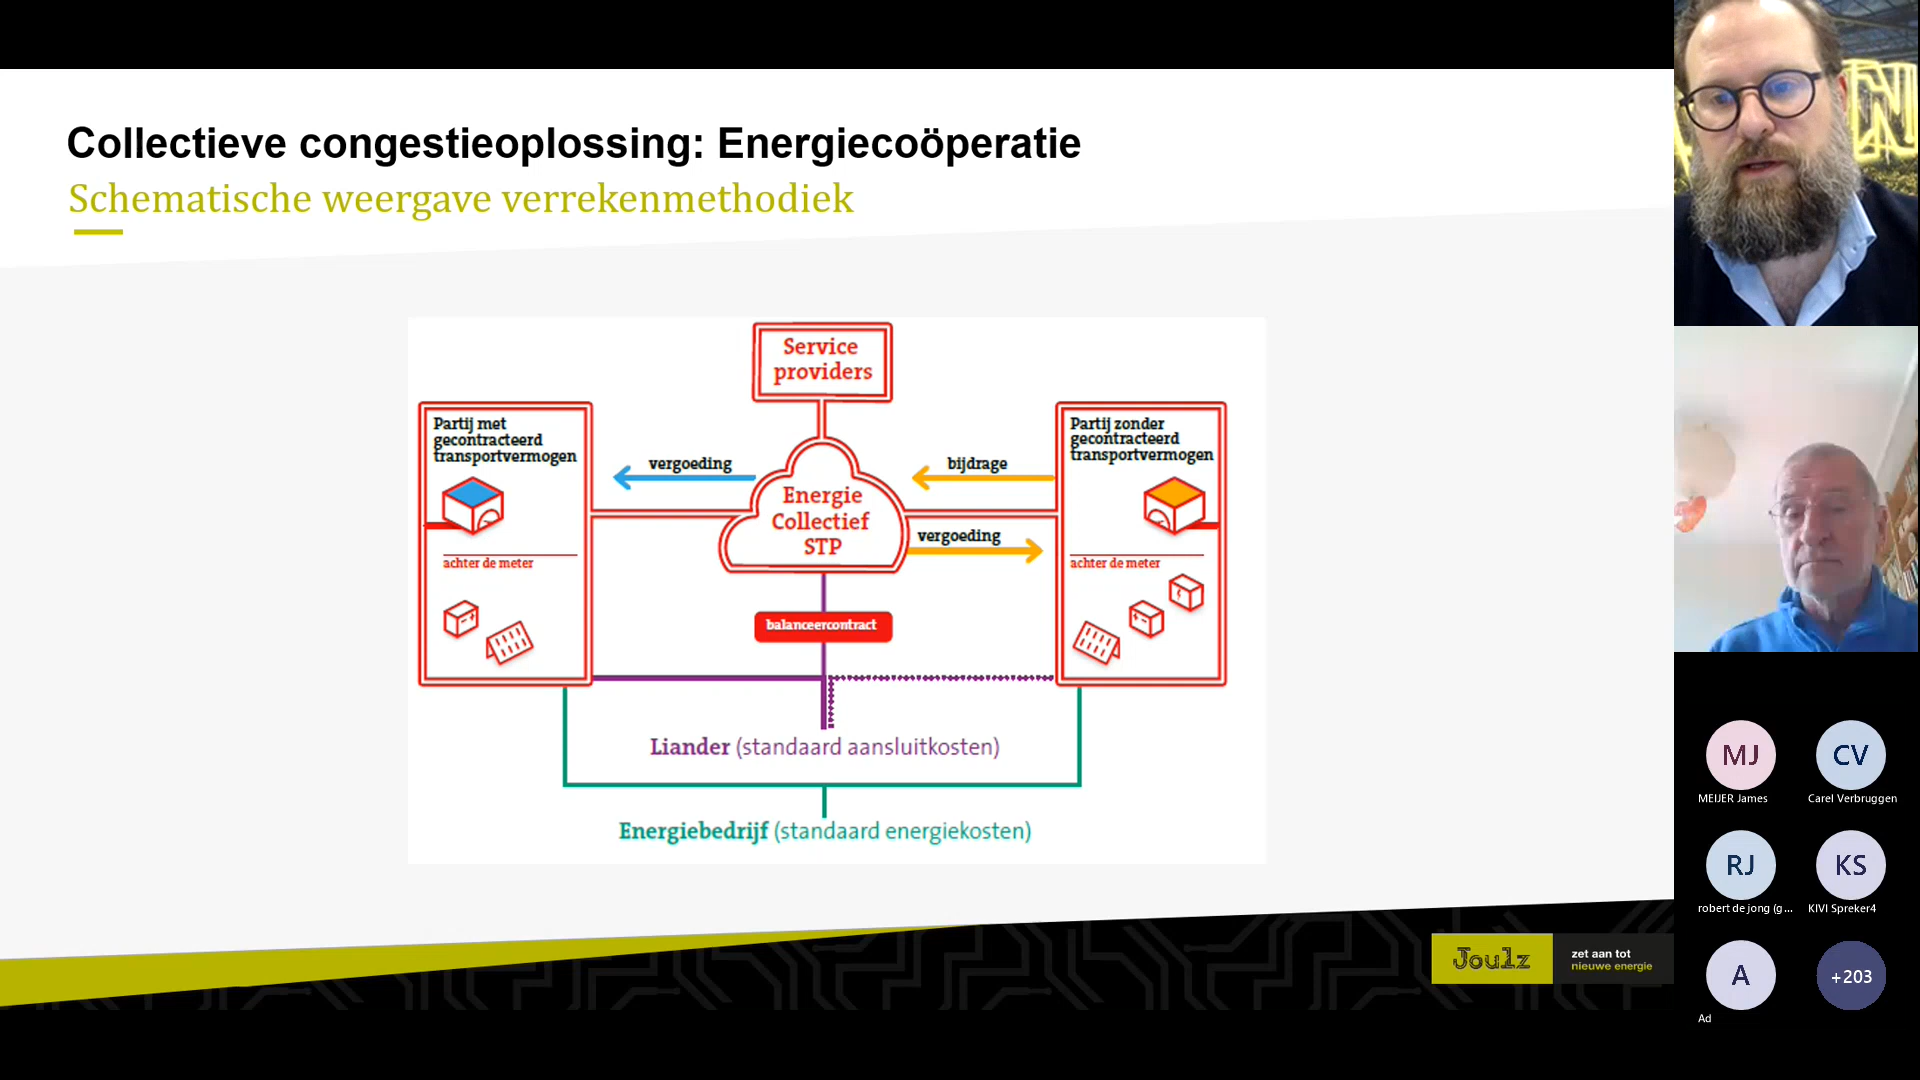 Collectieve congestieoplossing: Energiecoöperatie
Schematische weergave verrekenmethodiek
Service
providers
Partij met
gecontracteerd
transportvermogen
vergoeding
bijdrage
Partij zonder
gecontracteerd
transportvermogen
Energie
Collectief
STP
vergoeding
achter de meter
achter de meter
balanceercontract
Liander (standaard aansluitkosten)
Energiebedrijf (standaard energiekosten)
Joulz
zet aan tot
nieuwe energie
MJ
MEIJER James
CV
Carel Verbruggen
RJ
robert de jong (g...
KS
KIVI Spreker4
A
Ad
+203